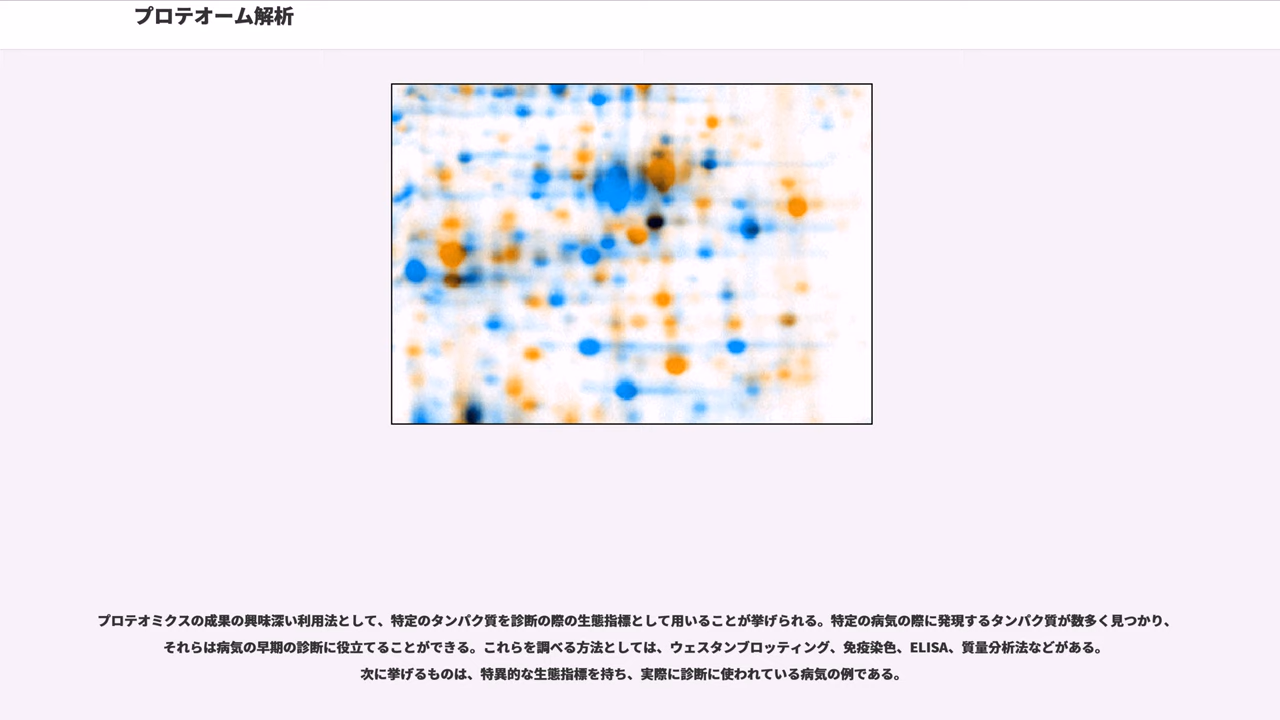 プロテオーム解析
プロテオミクスの成果の興味深い利用法として、特定のタンパク質を診断の際の生態指標として用いることが挙げられる。特定の病気の際に発現するタンパク質が数多く見つかり、
それらは病気の早期の診断に役立てることができる。これらを調べる方法としては、ウェスタンブロッティング、免疫染色、ELISA、質量分析法などがある。
次に挙げるものは、特異的な生態指標を持ち、実際に診断に使われている病気の例である。